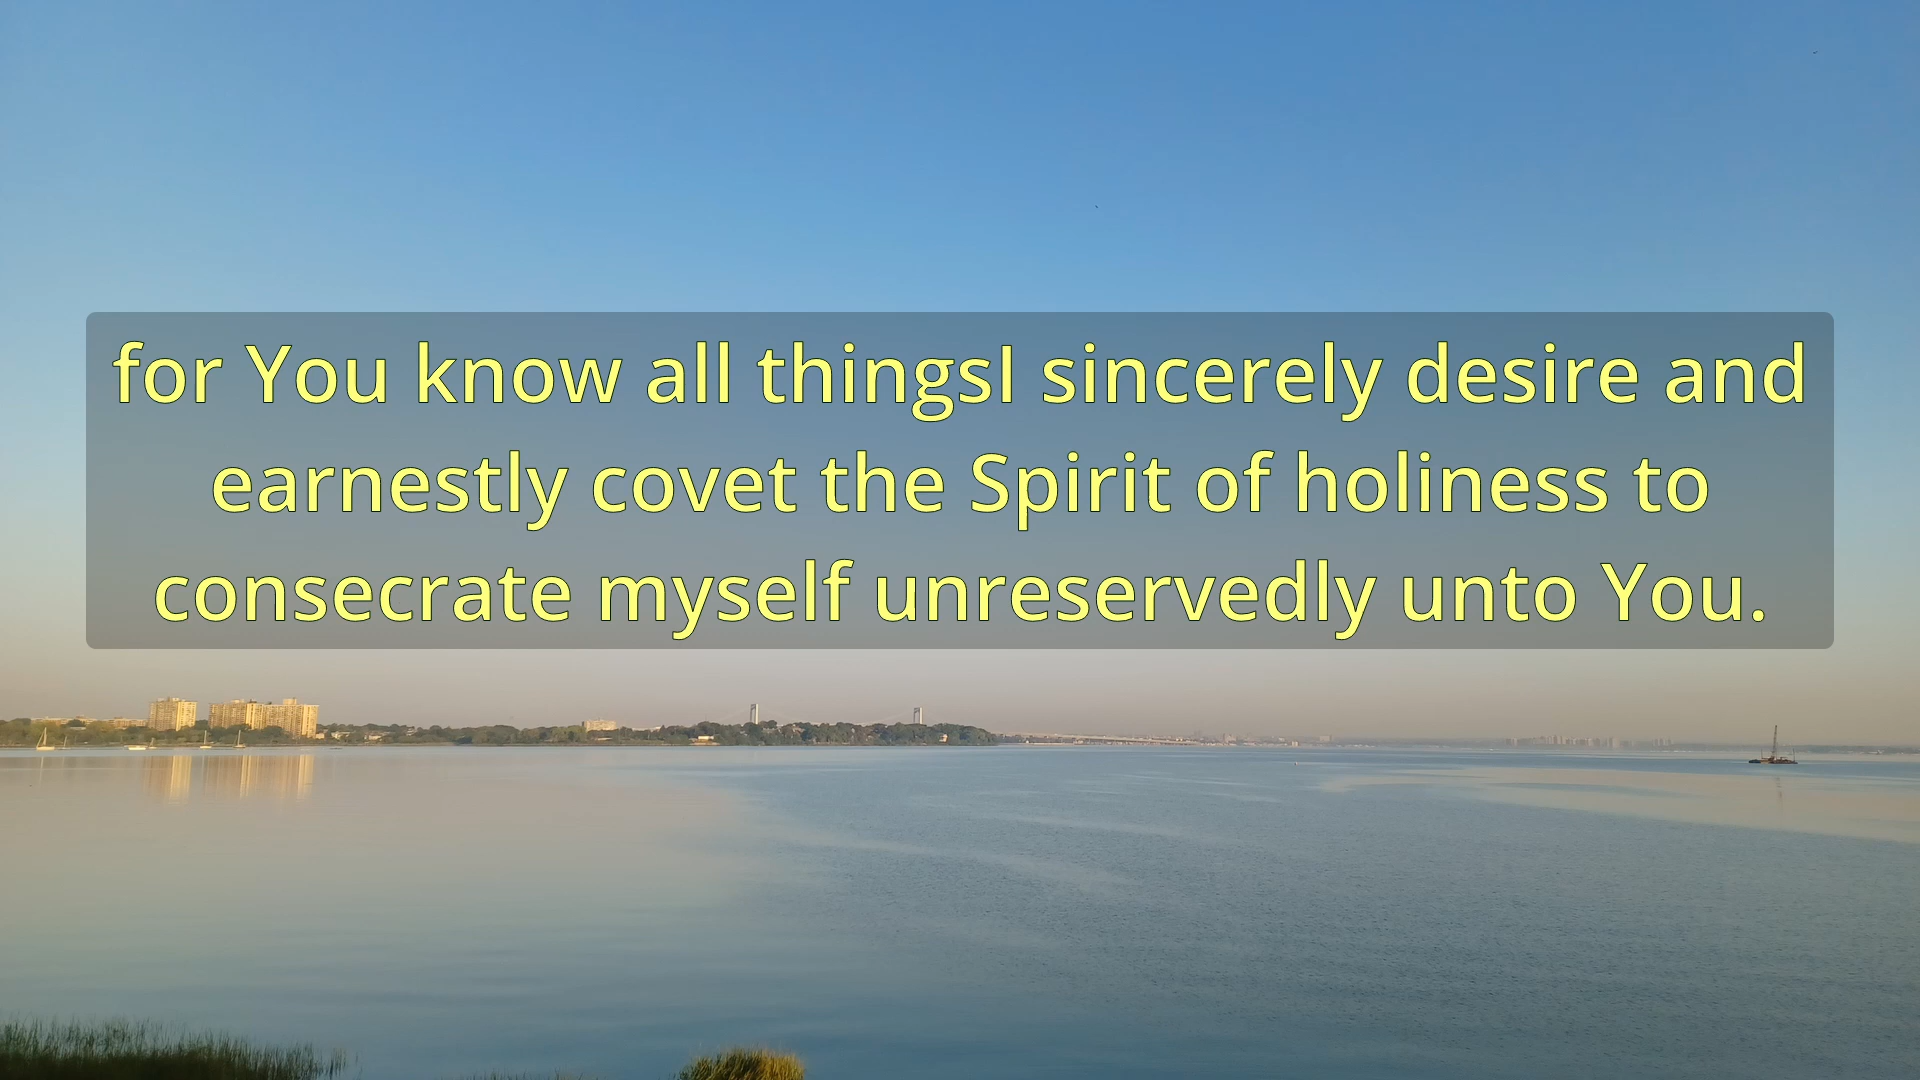 for You know all thingsI sincerely desire and
earnestly covet the Spirit of holiness to
consecrate myself unreservedly unto You.